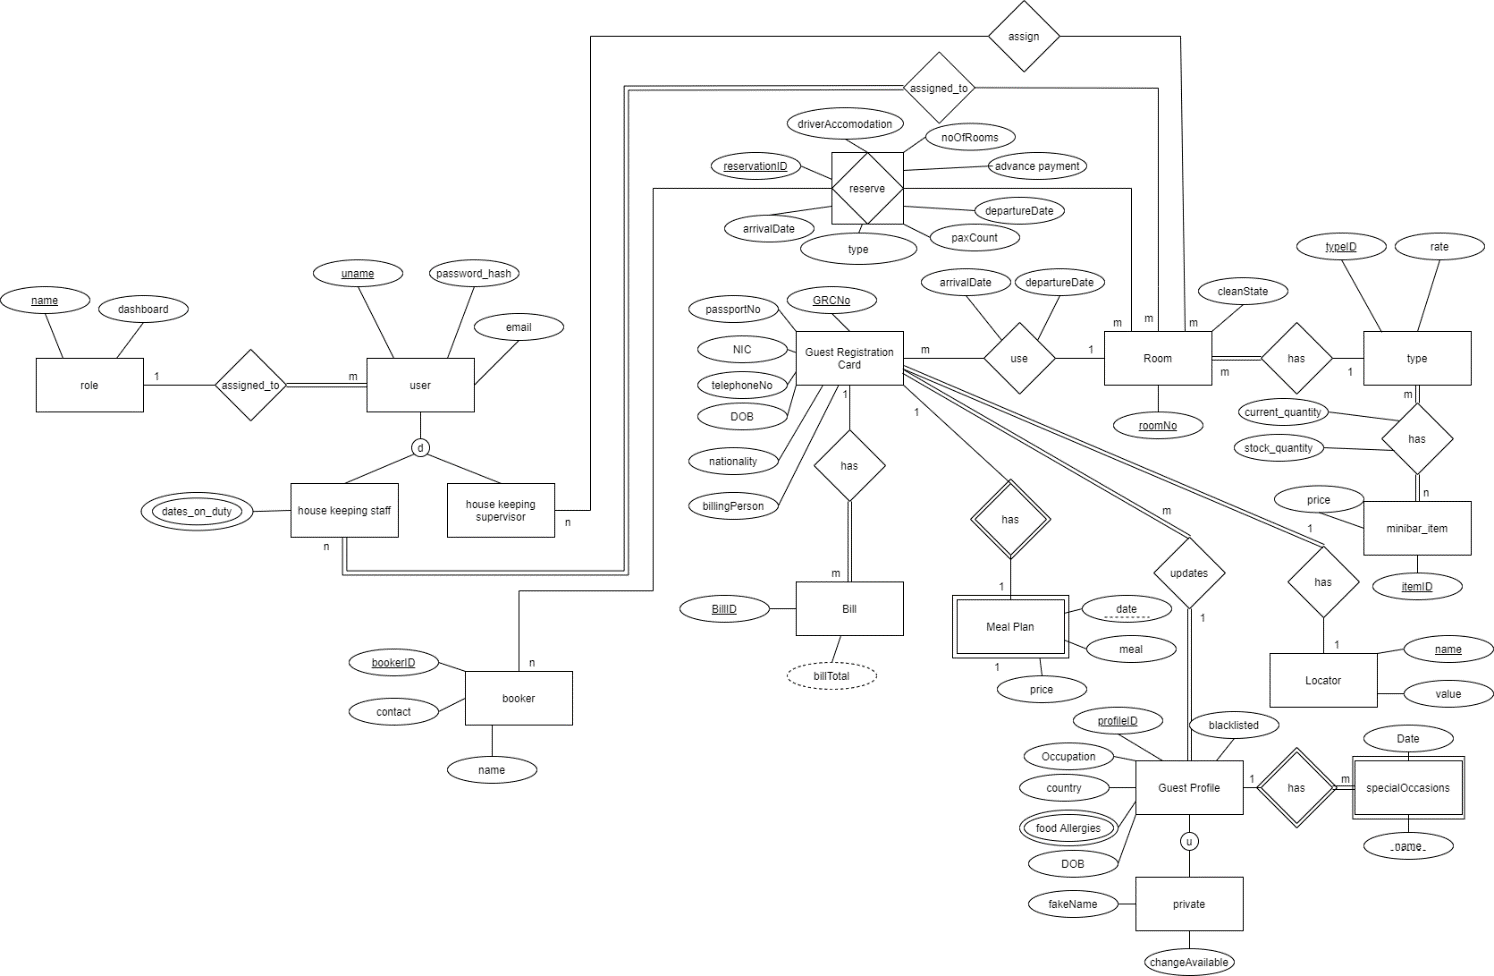 assign
assigned_to
driverAccomodation
noOfRooms
reservationID
advance payment
reserve
departureDate
arrivalDate
paxCount
type
typeID
rate
uname
password_hash
arrivalDate
departureDate
cleanState
name
dashboard
passportNo
GRCNo
email
m
m
m
NIC
Guest Registration
Card
m
use
1
Room
m
has
1
type
role
1
assigned_to
m
user
telephoneNo
1
1
m
DOB
current_quantity
roomNo
has
stock_quantity
d
nationality
has
n
house keeping staff
house keeping
supervisor
dates_on_duty
n
n
billingPerson
has
m
1
price
minibar_item
updates
has
itemID
m
1
BillID
Bill
Meal Plan
date
1
meal
1
name
Locator
value
bookerID
n
billTotal
1
price
contact
booker
name
profileID
blacklisted
Date
Occupation
country
Guest Profile
1
has
m
specialOccasions
food Allergies
name
DOB
u
fakeName
private
changeAvailable